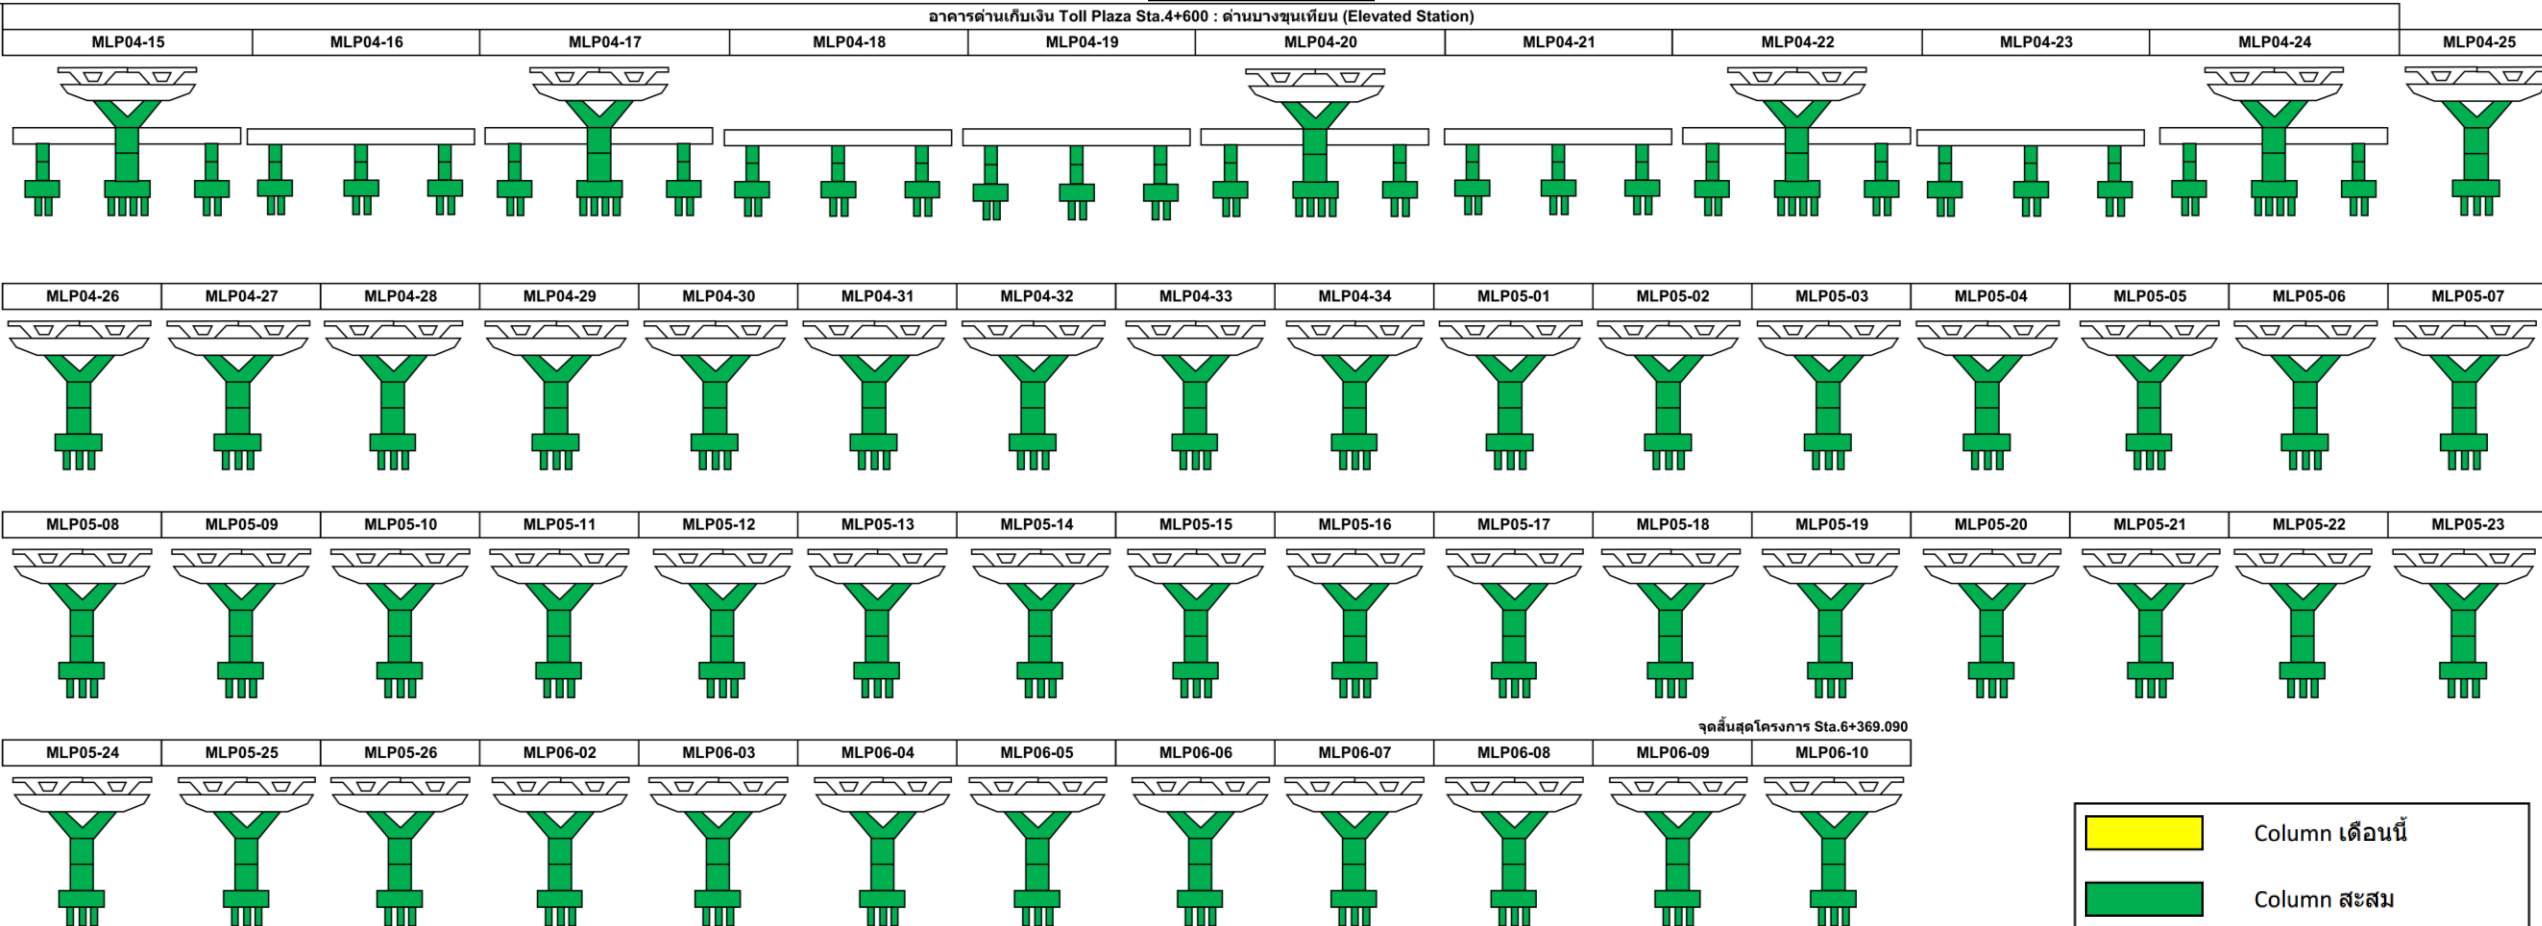 อาคารด่านเก็บเงิน Toll Plaza Sta.4+600 : ด่านบางขุนเทียน (Elevated Station)
MLP04-15 MLP04-16 MLP04-17 MLP04-18 MLP04-19 MLP04-20 MLP04-21 MLP04-22 MLP04-23 MLP04-24 MLP04-25
MLP04-26 MLP04-27 MLP04-28 MLP04-29 MLP04-30 MLP04-31 MLP04-32 MLP04-33 MLP04-34 MLP05-01 MLP05-02 MLP05-03 MLP05-04 MLP05-05 MLP05-06 MLP05-07
MLP05-08 MLP05-09 MLP05-10 MLP05-11 MLP05-12 MLP05-13 MLP05-14 MLP05-15 MLP05-16 MLP05-17 MLP05-18 MLP05-19 MLP05-20 MLP05-21 MLP05-22 MLP05-23
จุดสิ้นสุดโครงการ Sta.6+369.090
MLP05-24 MLP05-25 MLP05-26 MLP06-02 MLP06-03 MLP06-04 MLP06-05 MLP06-06 MLP06-07 MLP06-08 MLP06-09 MLP06-10
Column เดือนนี้
Column สะสม